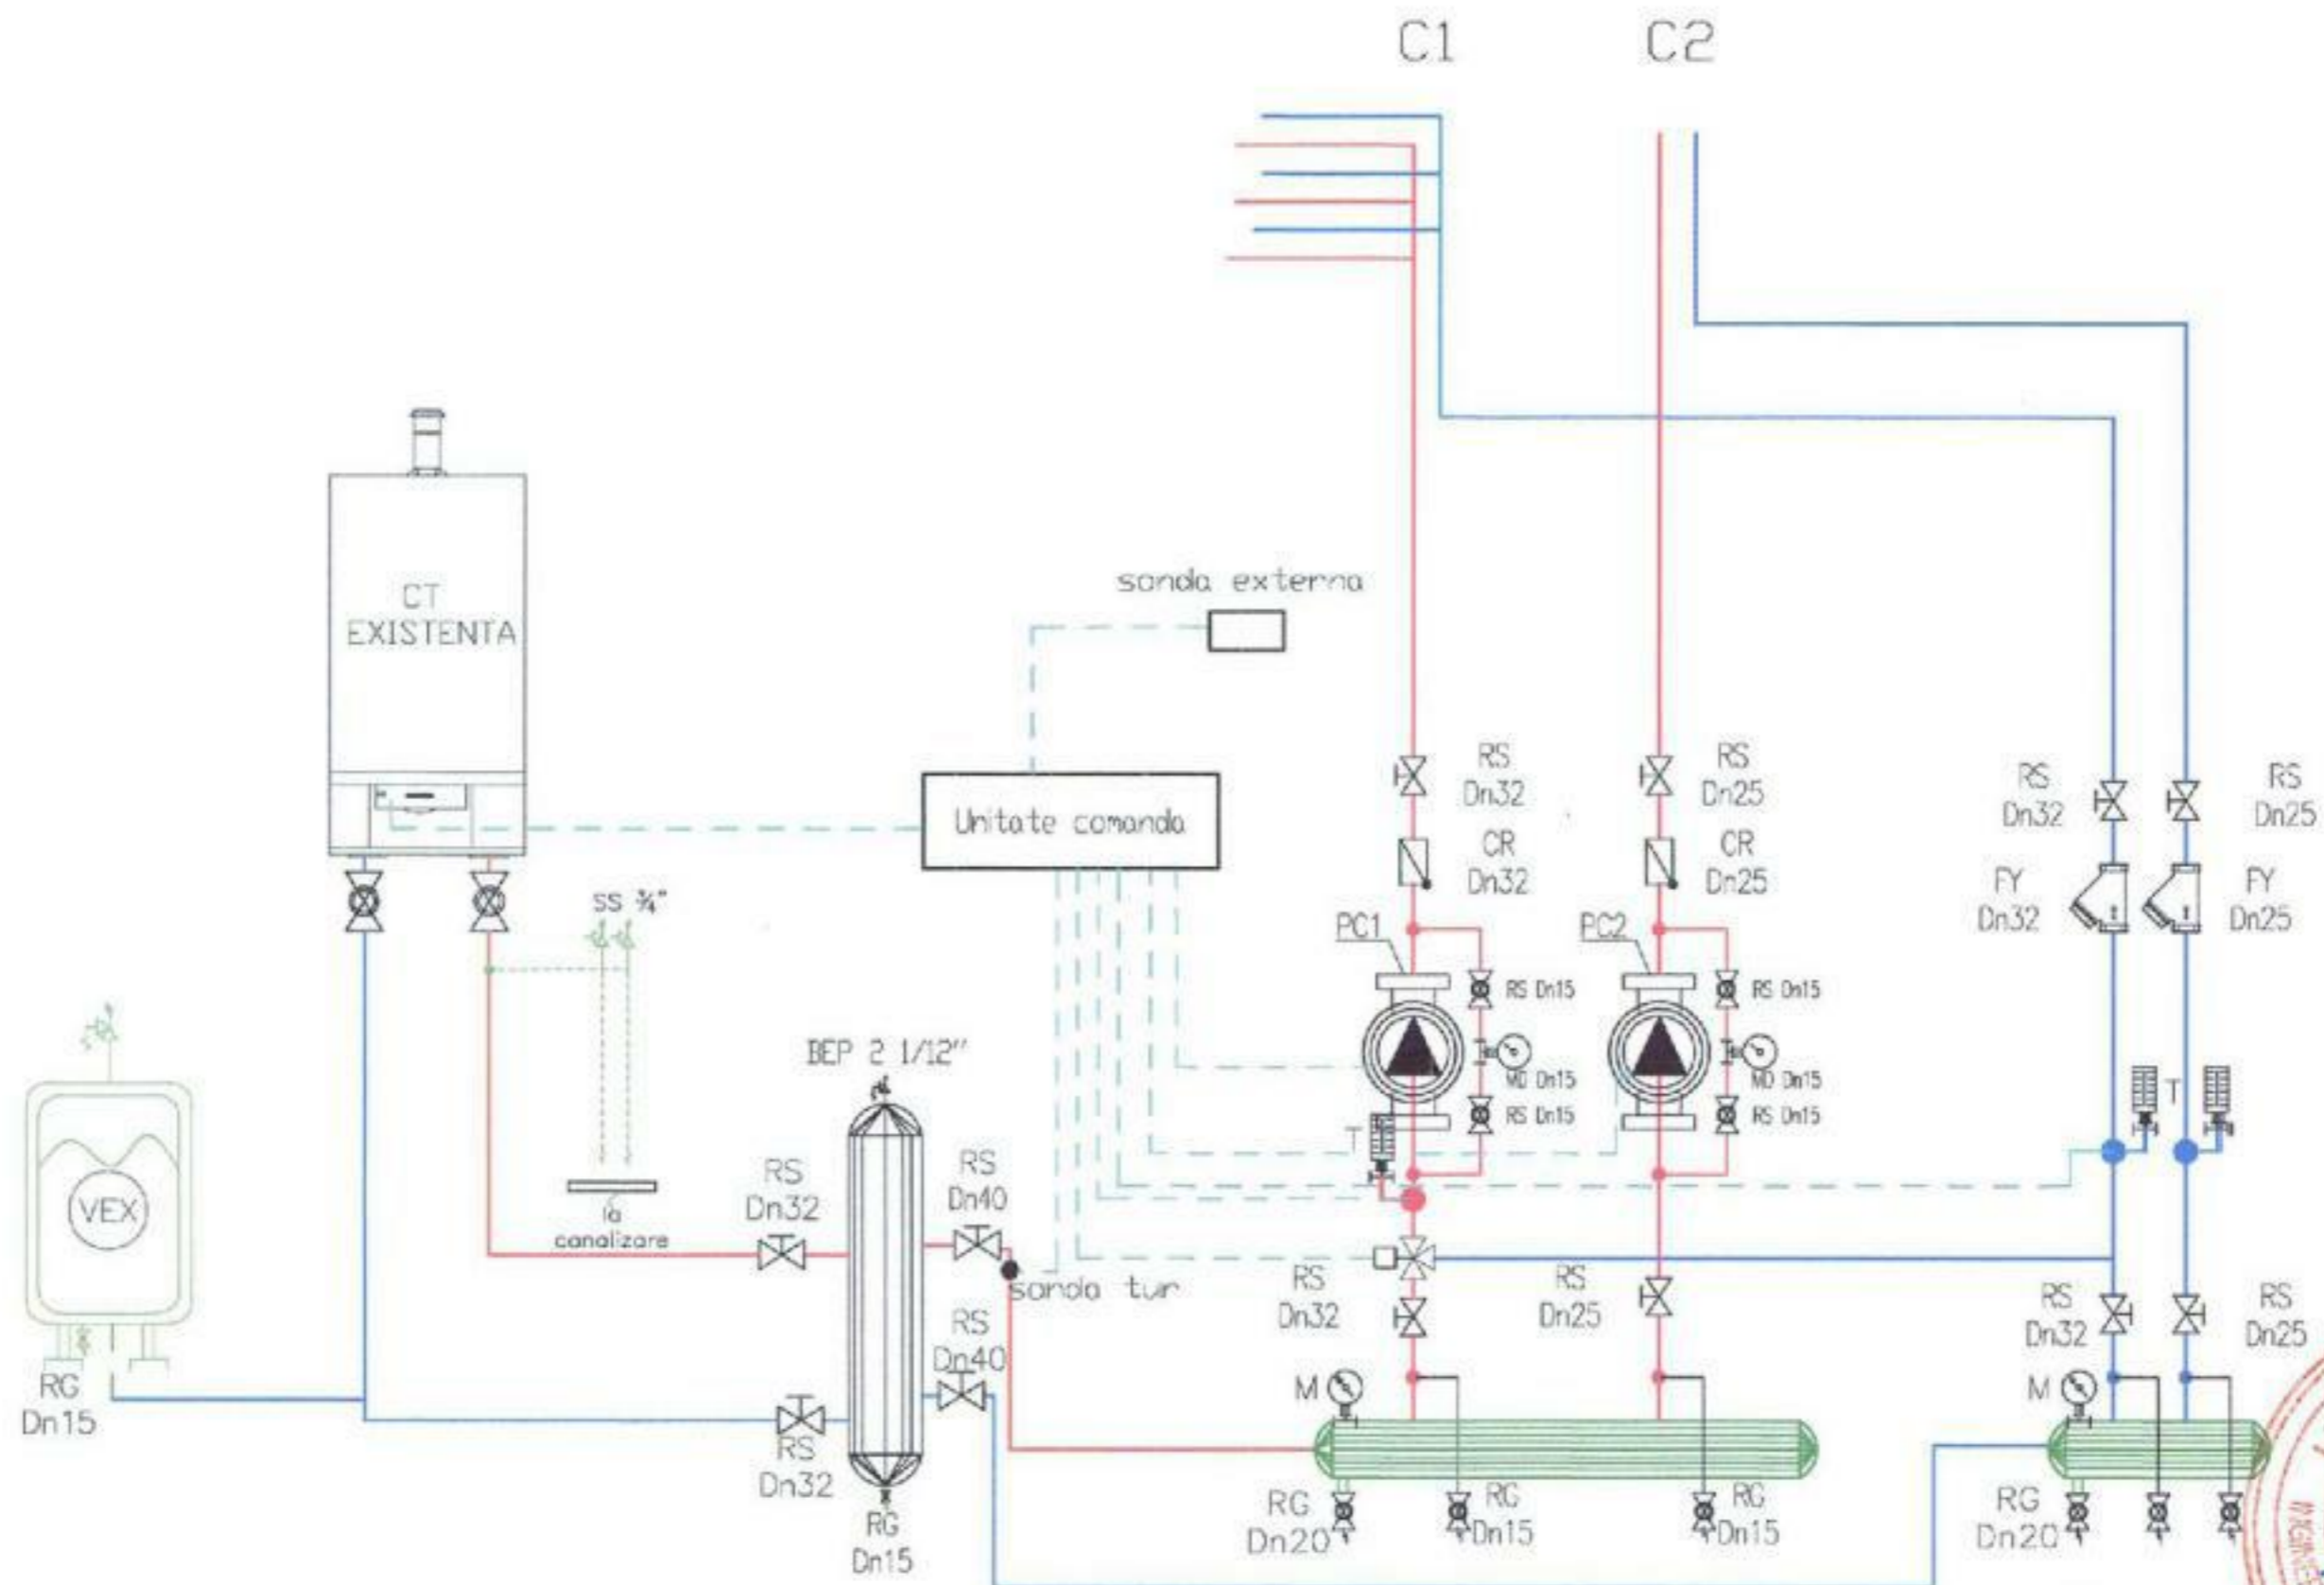 C1
C2
CT
EXISTENTA
sonda externa
Unitate comanda
RS
Dn32
RS
Dn25
RS
Dn32
RS
Dn25
CR
Dn32
CR
Dn25
FY
Dn32
FY
Dn25
SS ¾"
PC1
PC2
RS Dn15
RS Dn15
MD Dn15
MD Dn15
RS Dn15
RS Dn15
T
T
BEP 2 1/12"
VEX
RS
Dn32
RS
Dn40
la
canalizare
sonda tur
RS
Dn32
RS
Dn25
RS
Dn32
RS
Dn25
RS
Dn40
RG
Dn15
M
M
RS
Dn32
RG
Dn15
RG
Dn20
RG
Dn15
RG
Dn15
RG
Dn20